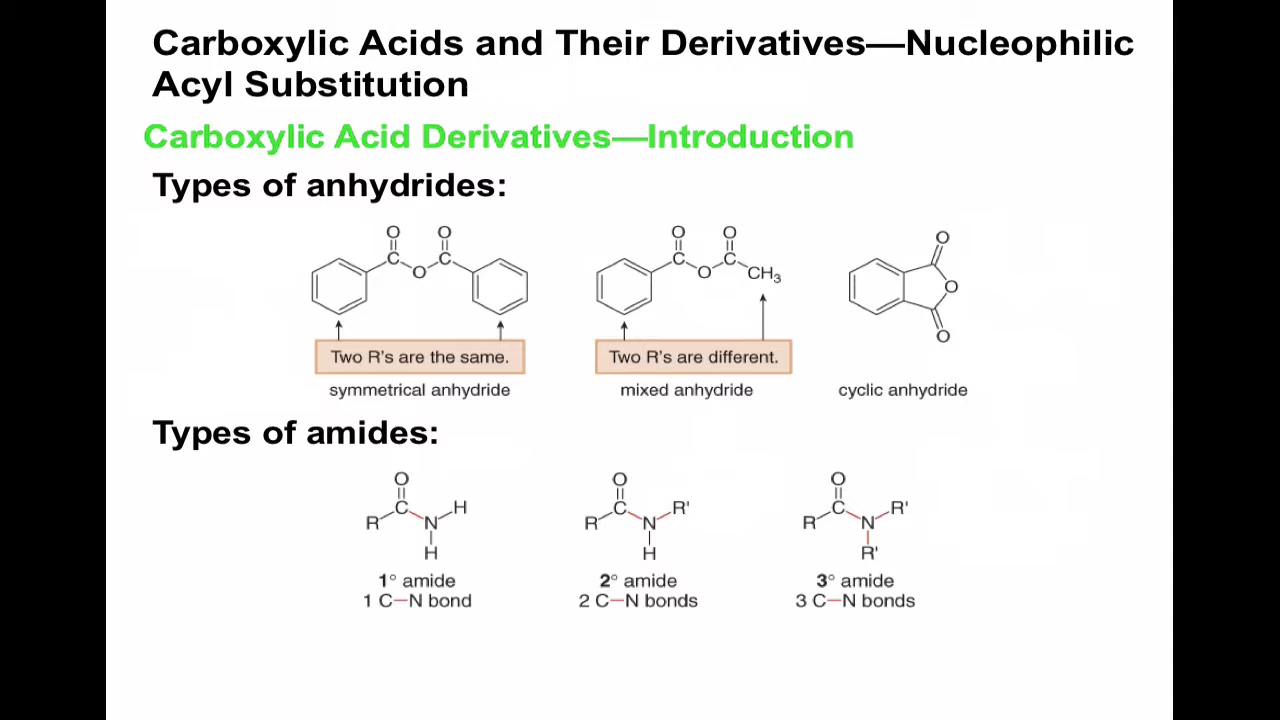 Carboxylic Acids and Their Derivatives—Nucleophilic
Acyl Substitution
Carboxylic Acid Derivatives—Introduction
Types of anhydrides:
O O O O O
C C C C O
O O CH₃
O
Two R's are the same. Two R's are different.
symmetrical anhydride mixed anhydride cyclic anhydride
Types of amides:
O O O
C H C R' C R'
R N R N R N
H H R'
1° amide 2° amide 3° amide
1 C–N bond 2 C–N bonds 3 C–N bonds